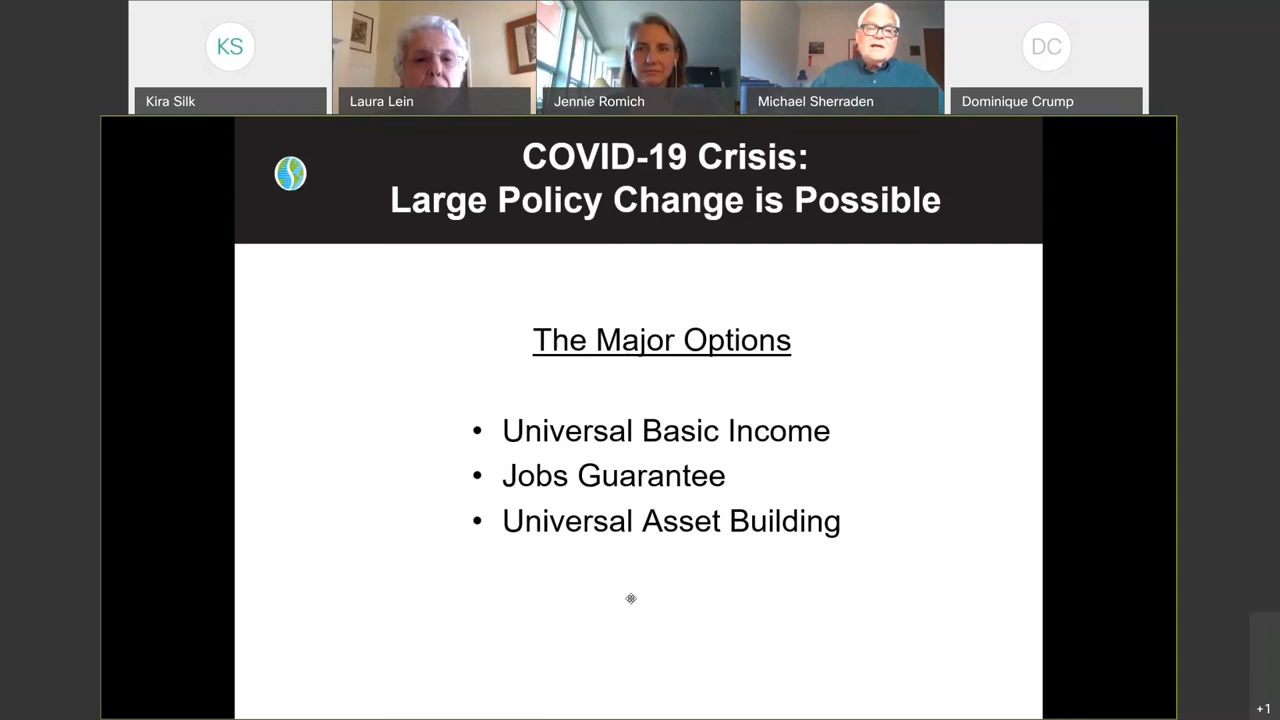 KS
DC
Kira Silk
Laura Lein
Jennie Romich
Michael Sherraden
Dominique Crump
COVID-19 Crisis:
Large Policy Change is Possible
The Major Options
• Universal Basic Income
• Jobs Guarantee
• Universal Asset Building
+1